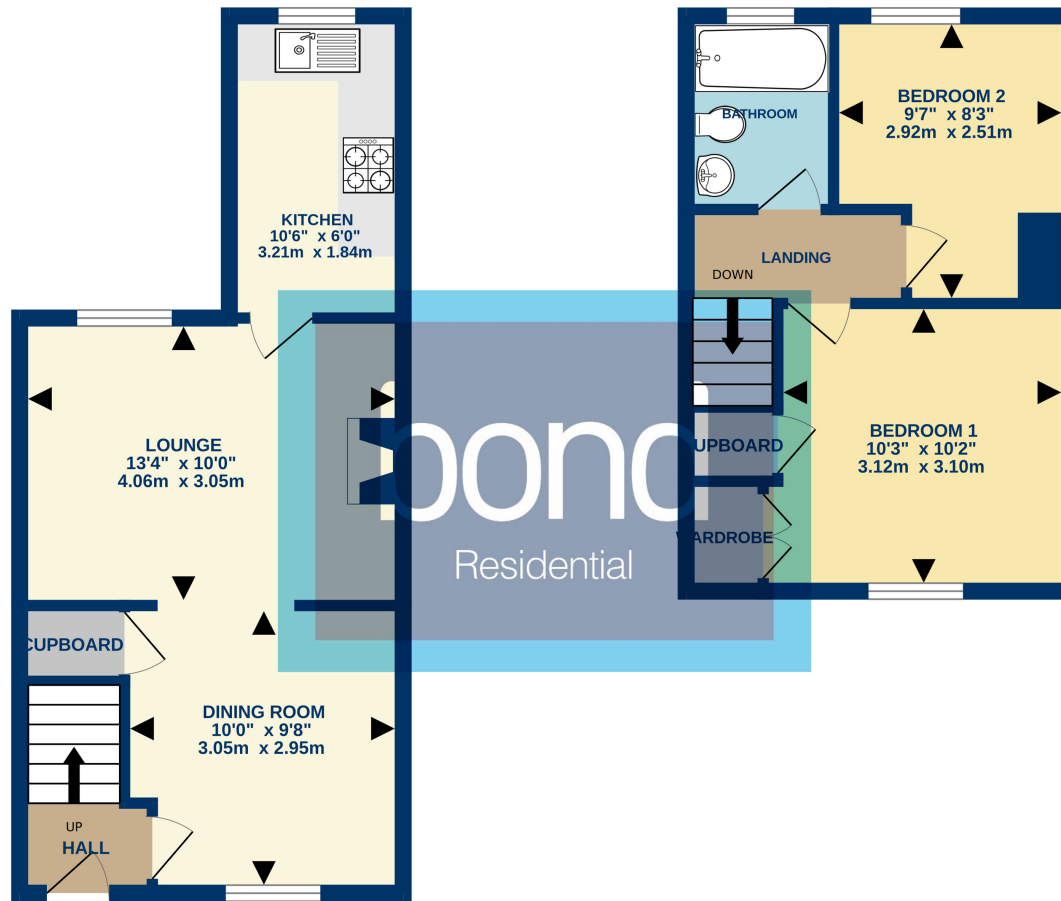 KITCHEN
10'6" x 6'0"
3.21m x 1.84m
LOUNGE
13'4" x 10'0"
4.06m x 3.05m
CUPBOARD
DINING ROOM
10'0" x 9'8"
3.05m x 2.95m
UP
HALL
bond
Residential
BATHROOM
BEDROOM 2
9'7" x 8'3"
2.92m x 2.51m
LANDING
DOWN
BEDROOM 1
10'3" x 10'2"
3.12m x 3.10m
CUPBOARD
WARDROBE